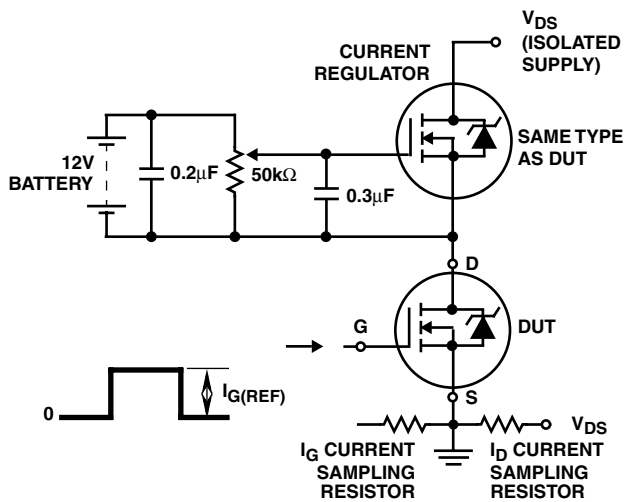 V_DS
(ISOLATED
SUPPLY)
CURRENT
REGULATOR
12V
BATTERY
0.2µF
50kΩ
0.3µF
SAME TYPE
AS DUT
D
G
DUT
S
0
I_G(REF)
V_DS
I_G CURRENT
SAMPLING
RESISTOR
I_D CURRENT
SAMPLING
RESISTOR